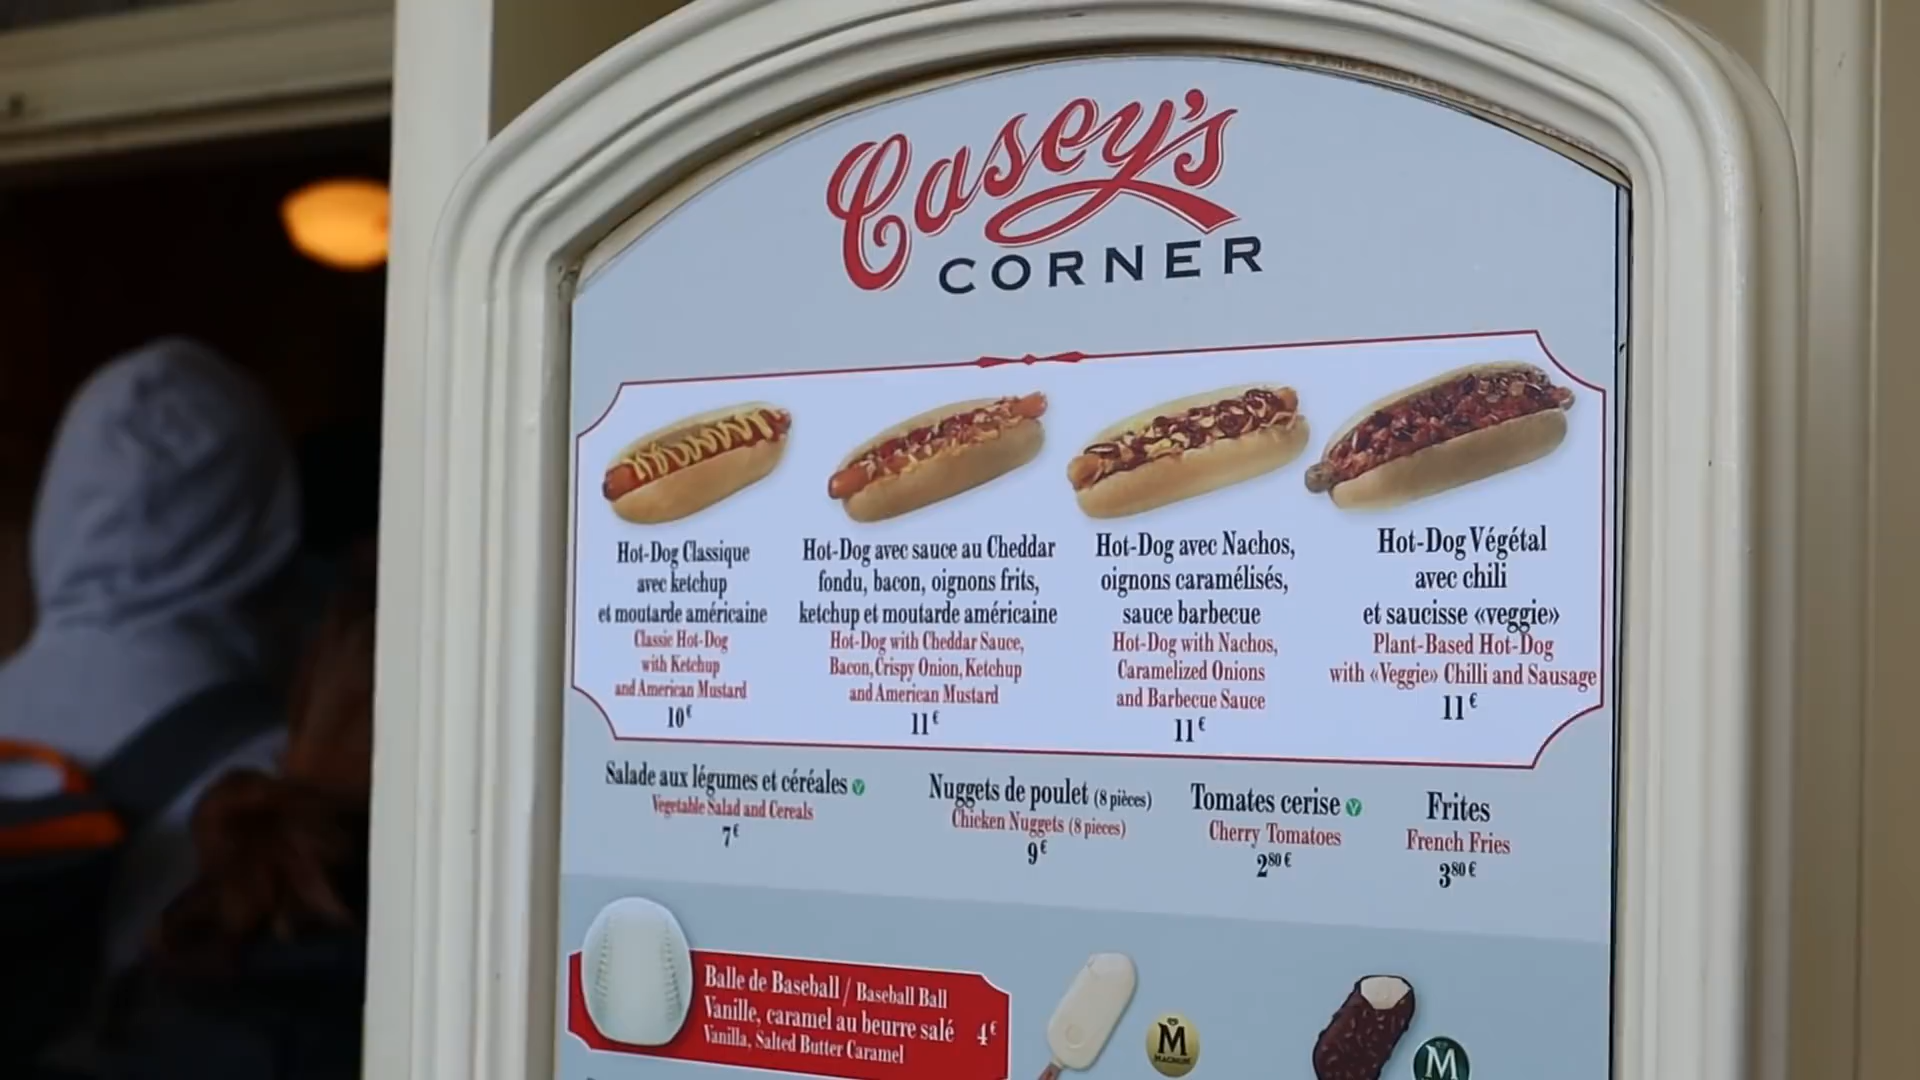 Casey's
CORNER
Hot-Dog Classique
avec ketchup
et moutarde américaine
Classic Hot-Dog
with Ketchup
and American Mustard
10€
Hot-Dog avec sauce au Cheddar
fondu, bacon, oignons frits,
ketchup et moutarde américaine
Hot-Dog with Cheddar Sauce,
Bacon, Crispy Onion, Ketchup
and American Mustard
11€
Hot-Dog avec Nachos,
oignons caramélisés,
sauce barbecue
Hot-Dog with Nachos,
Caramelized Onions
and Barbecue Sauce
11€
Hot-Dog Végétal
avec chili
et saucisse «veggie»
Plant-Based Hot-Dog
with «Veggie» Chilli and Sausage
11€
Salade aux légumes et céréales V
Vegetable Salad and Cereals
7€
Nuggets de poulet (8 pièces)
Chicken Nuggets (8 pieces)
9€
Tomates cerise V
Cherry Tomatoes
280€
Frites
French Fries
380€
Balle de Baseball / Baseball Ball
Vanille, caramel au beurre salé 4€
Vanilla, Salted Butter Caramel
M
MAGNUM
M